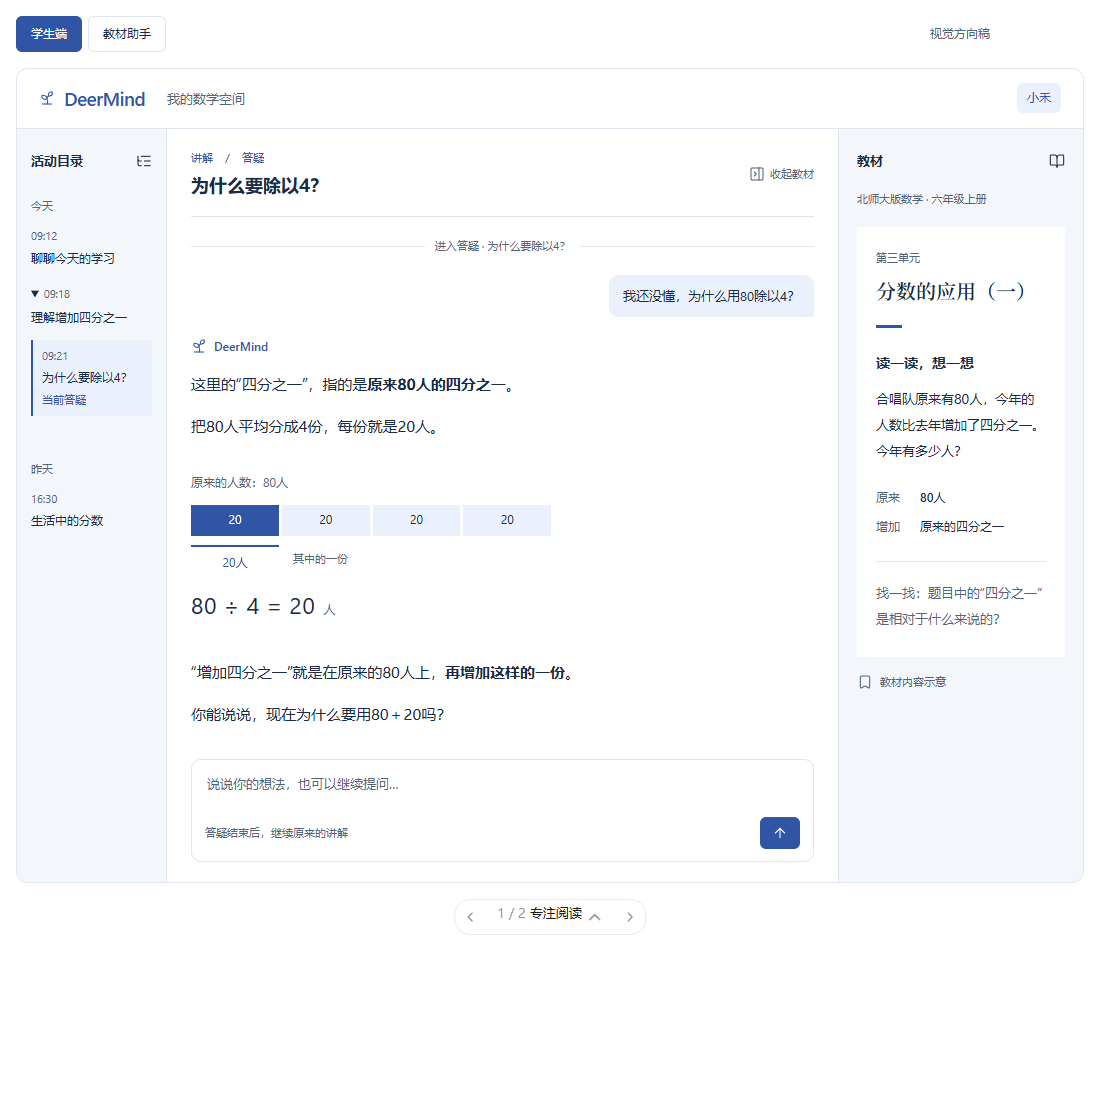 学生端
教材助手
视觉方向稿
DeerMind
我的数学空间
小禾
活动目录
今天
09:12
聊聊今天的学习
▼ 09:18
理解增加四分之一
09:21
为什么要除以4?
当前答疑
昨天
16:30
生活中的分数
讲解 / 答疑
为什么要除以4?
收起教材
进入答疑 · 为什么要除以4?
我还没懂，为什么用80除以4?
DeerMind
这里的“四分之一”，指的是原来80人的四分之一。
把80人平均分成4份，每份就是20人。
原来的人数：80人
20 20 20 20
20人 其中的一份
80 ÷ 4 = 20 人
“增加四分之一”就是在原来的80人上，再增加这样的一份。
你能说说，现在为什么要用80 + 20吗?
说说你的想法，也可以继续提问...
答疑结束后，继续原来的讲解
教材
北师大版数学 · 六年级上册
第三单元
分数的应用（一）
读一读，想一想
合唱队原来有80人，今年的
人数比去年增加了四分之一。
今年有多少人?
原来 80人
增加 原来的四分之一
找一找：题目中的“四分之一”
是相对于什么来说的?
教材内容示意
1 / 2 专注阅读